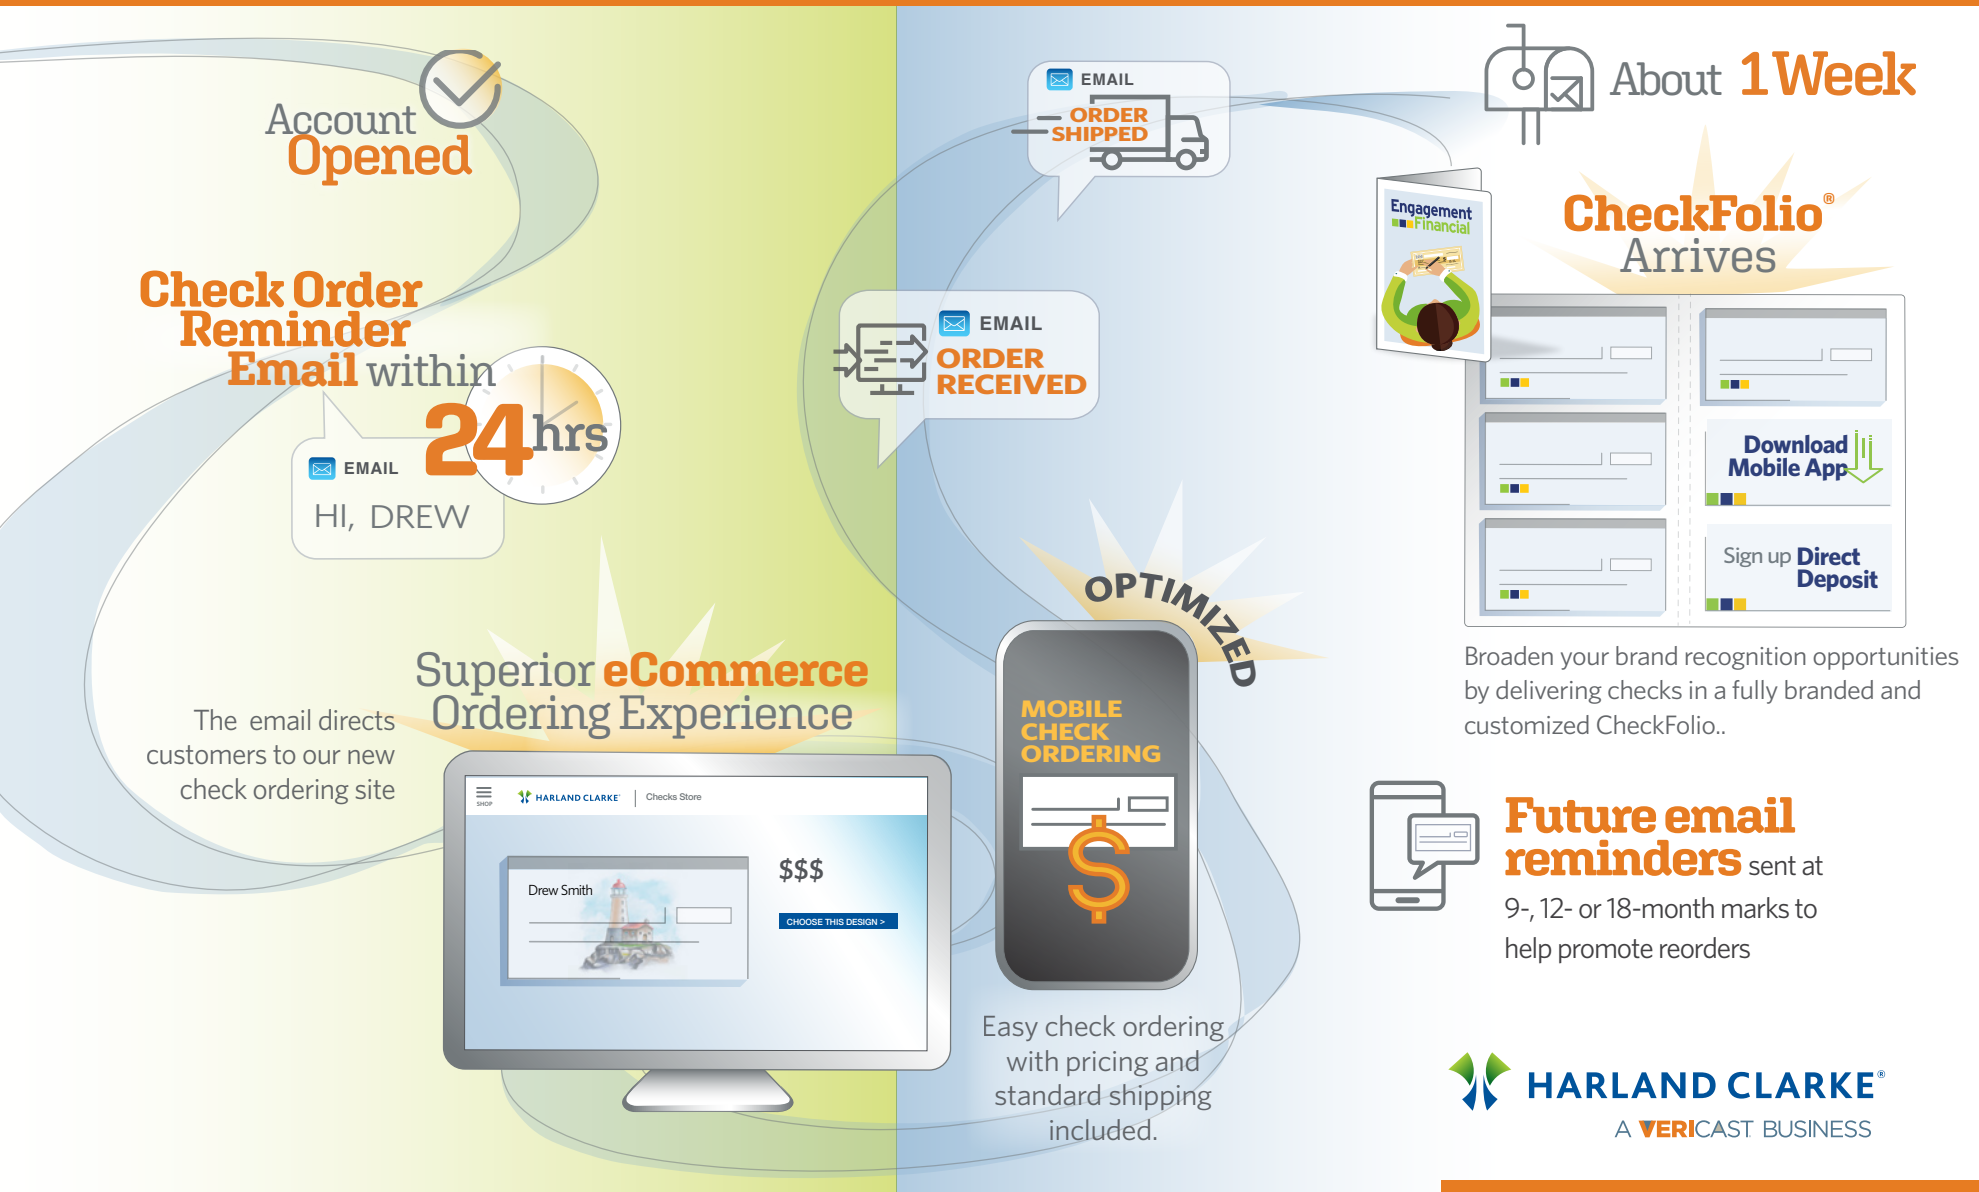 Account
Opened
Check Order
Reminder
Email within
24hrs
EMAIL
HI, DREW
The email directs
customers to our new
check ordering site
Superior eCommerce
Ordering Experience
SHOP
HARLAND CLARKE
Checks Store
Drew Smith
$$$
CHOOSE THIS DESIGN >
OPTIMIZED
MOBILE
CHECK
ORDERING
$
Easy check ordering
with pricing and
standard shipping
included.
EMAIL
ORDER
RECEIVED
EMAIL
ORDER
SHIPPED
About 1 Week
CheckFolio®
Arrives
Engagement
Financial
Download
Mobile App
Sign up Direct
Deposit
Broaden your brand recognition opportunities
by delivering checks in a fully branded and
customized CheckFolio..
Future email
reminders sent at
9-, 12- or 18-month marks to
help promote reorders
HARLAND CLARKE®
A VERICAST BUSINESS